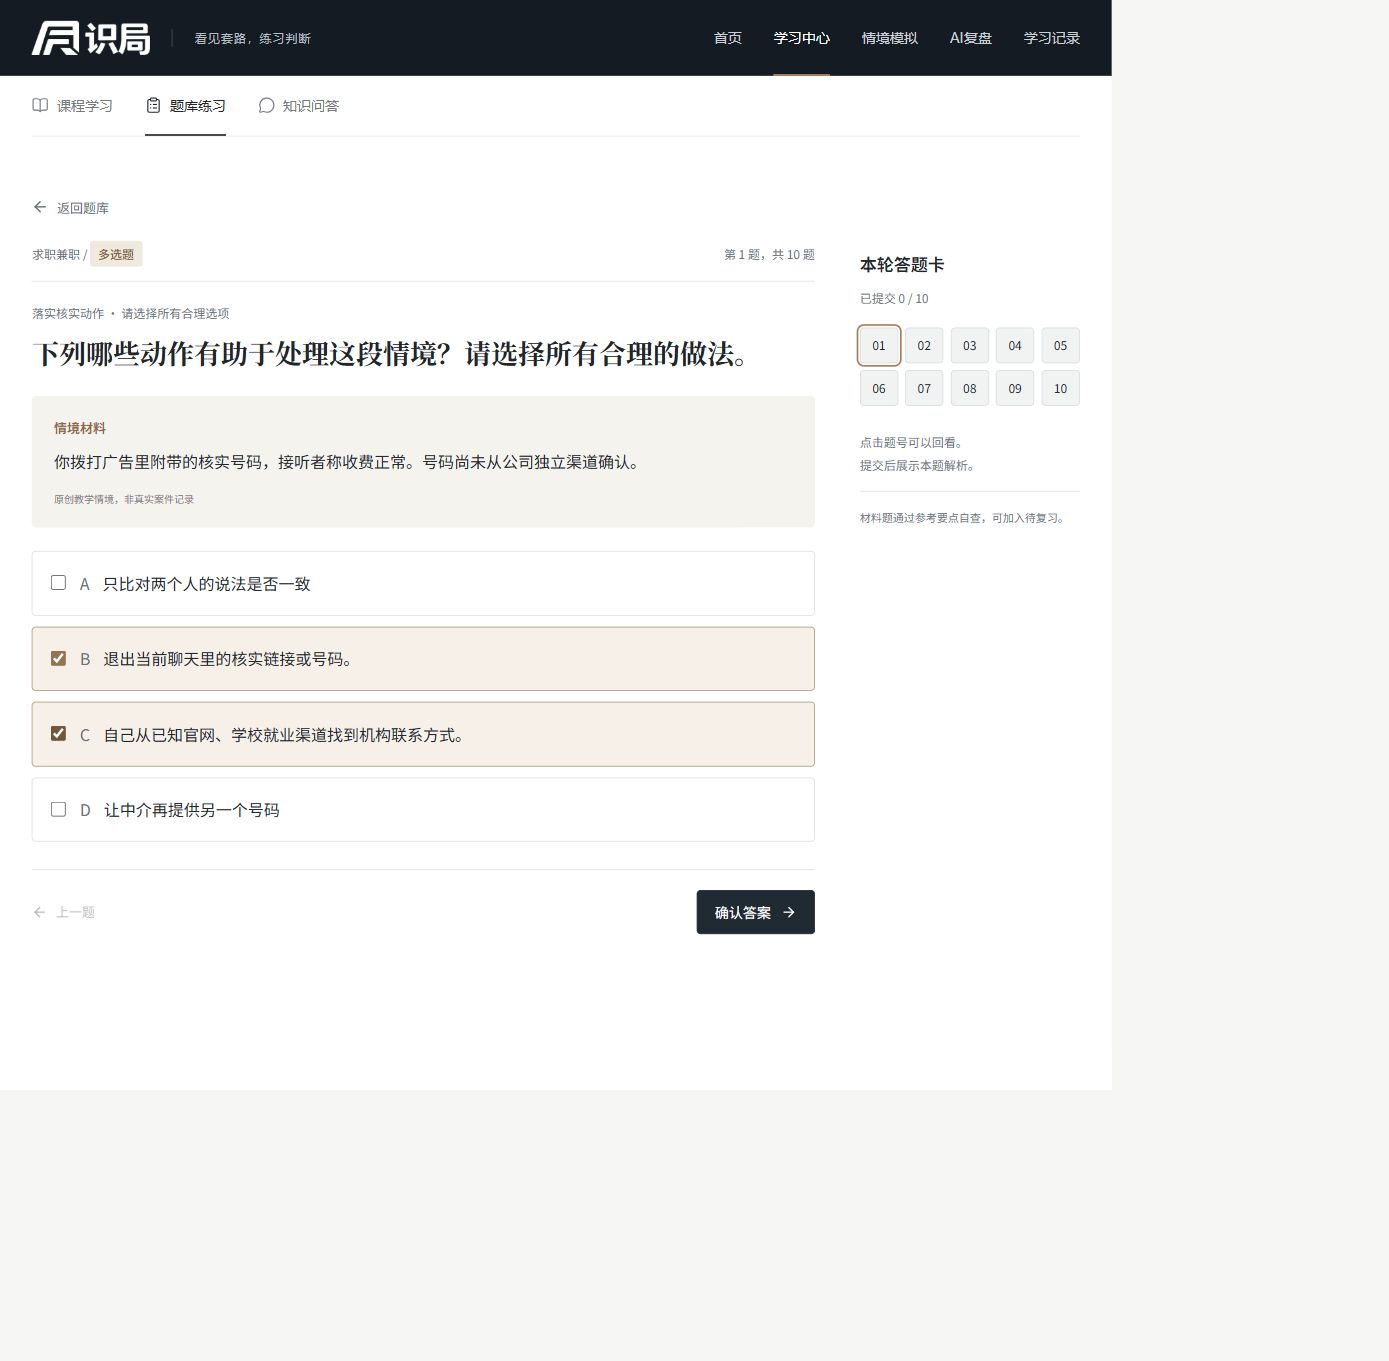 识局
看见套路，练习判断
首页
学习中心
情境模拟
AI复盘
学习记录
课程学习
题库练习
知识问答
返回题库
求职兼职 / 多选题
第 1 题，共 10 题
落实核实动作 · 请选择所有合理选项
下列哪些动作有助于处理这段情境？请选择所有合理的做法。
情境材料
你拨打广告里附带的核实号码，接听者称收费正常。号码尚未从公司独立渠道确认。
原创教学情境，非真实案件记录
A 只比对两个人的说法是否一致
B 退出当前聊天里的核实链接或号码。
C 自己从已知官网、学校就业渠道找到机构联系方式。
D 让中介再提供另一个号码
上一题
确认答案
本轮答题卡
已提交 0 / 10
01 02 03 04 05
06 07 08 09 10
点击题号可以回看。
提交后展示本题解析。
材料题通过参考要点自查，可加入待复习。